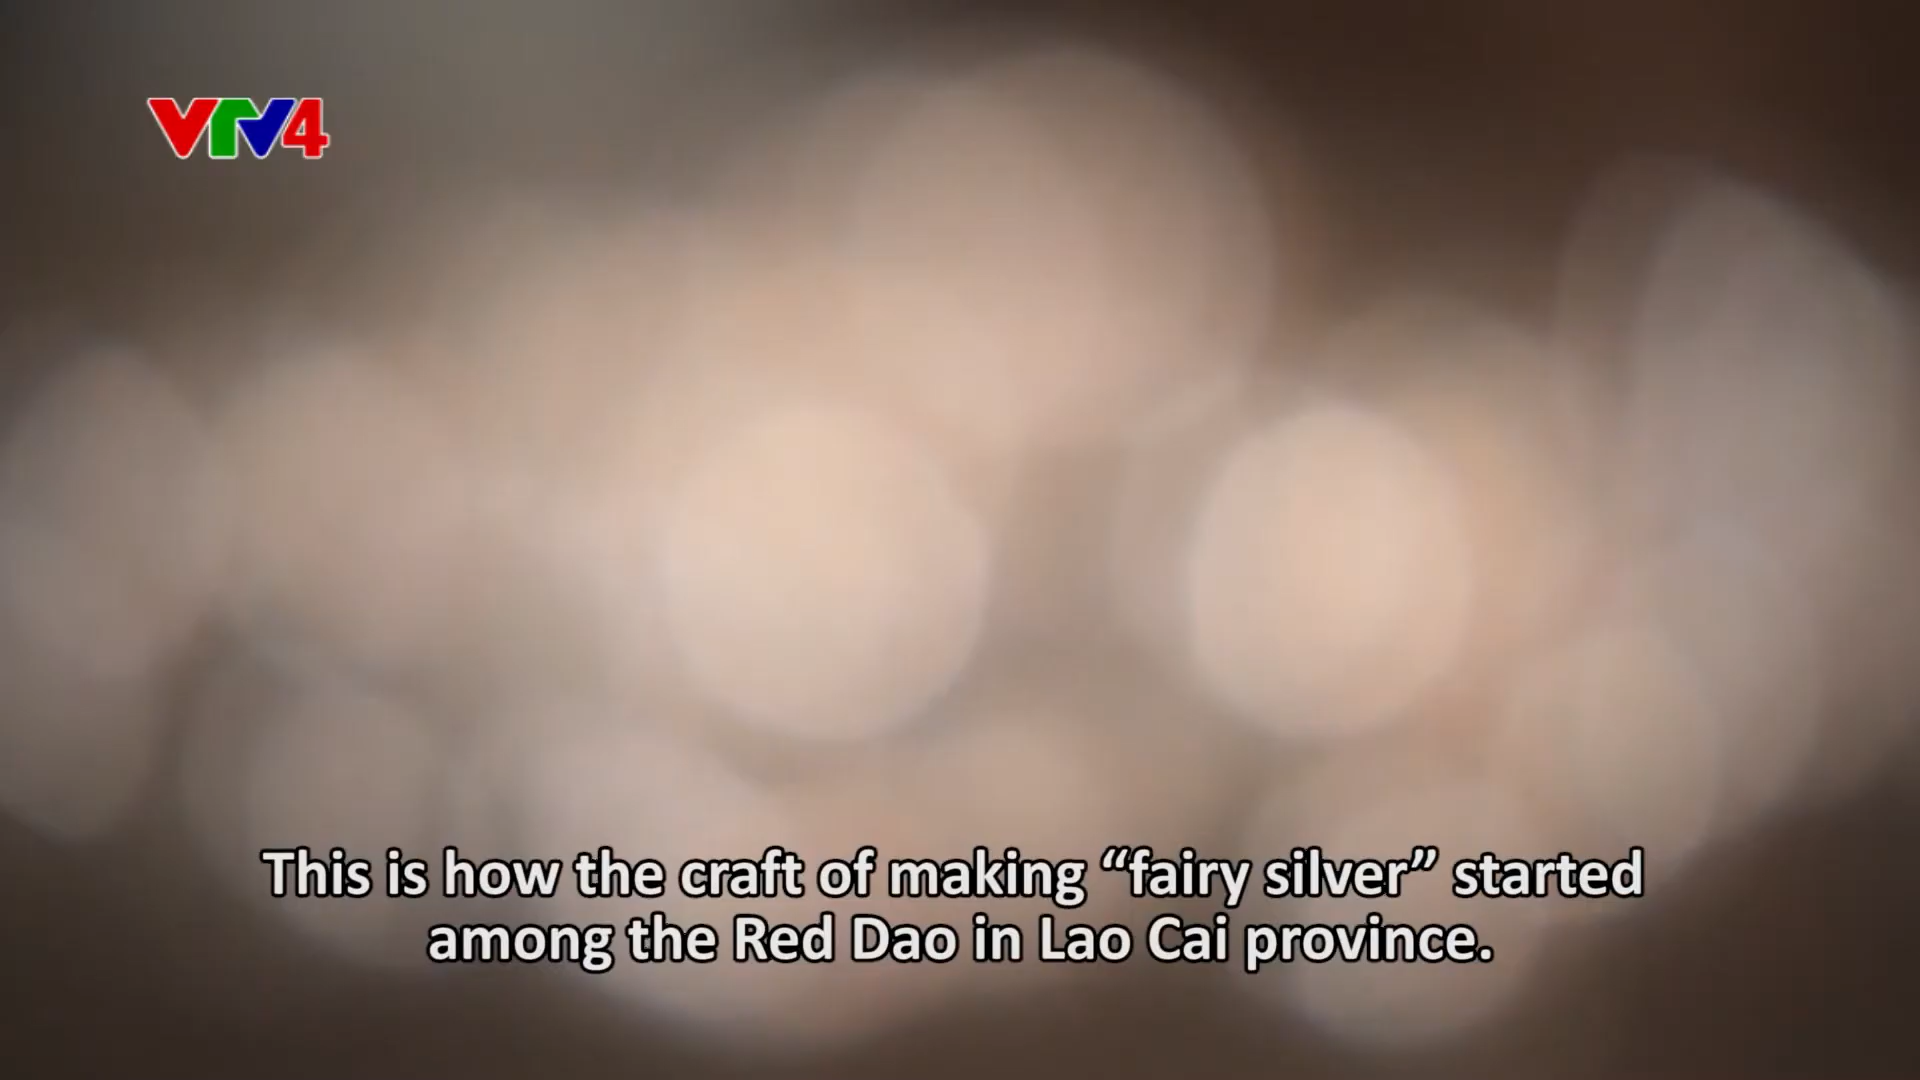 VTV4
This is how the craft of making “fairy silver” started
among the Red Dao in Lao Cai province.